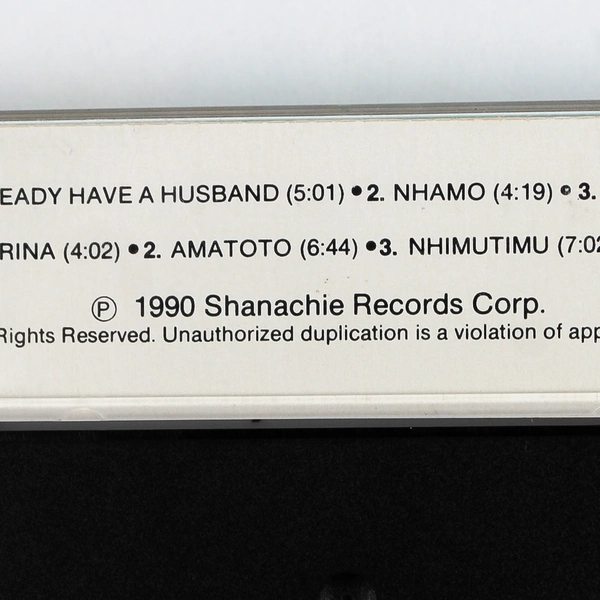 EADY HAVE A HUSBAND (5:01) • 2. NHAMO (4:19) • 3.
RINA (4:02) • 2. AMATOTO (6:44) • 3. NHIMUTIMU (7:02
℗ 1990 Shanachie Records Corp.
Rights Reserved. Unauthorized duplication is a violation of app